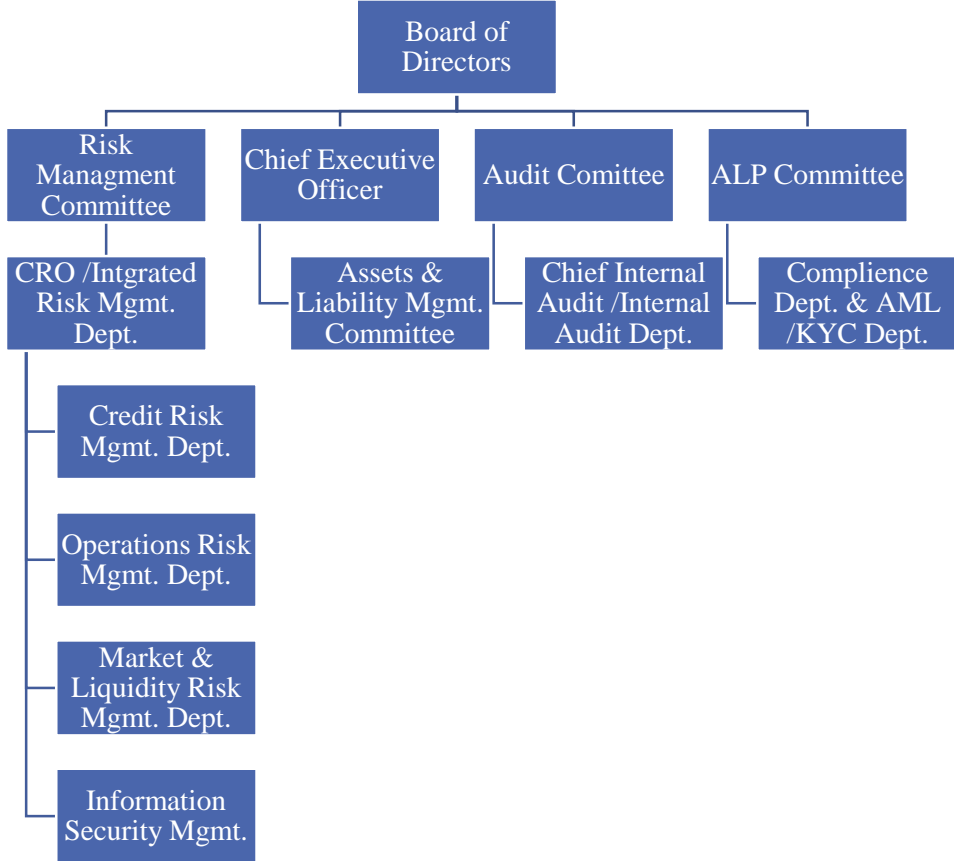 Board of
Directors
Risk
Managment
Committee
Chief Executive
Officer
Audit Comittee
ALP Committee
CRO /Intgrated
Risk Mgmt.
Dept.
Assets &
Liability Mgmt.
Committee
Chief Internal
Audit /Internal
Audit Dept.
Complience
Dept. & AML
/KYC Dept.
Credit Risk
Mgmt. Dept.
Operations Risk
Mgmt. Dept.
Market &
Liquidity Risk
Mgmt. Dept.
Information
Security Mgmt.